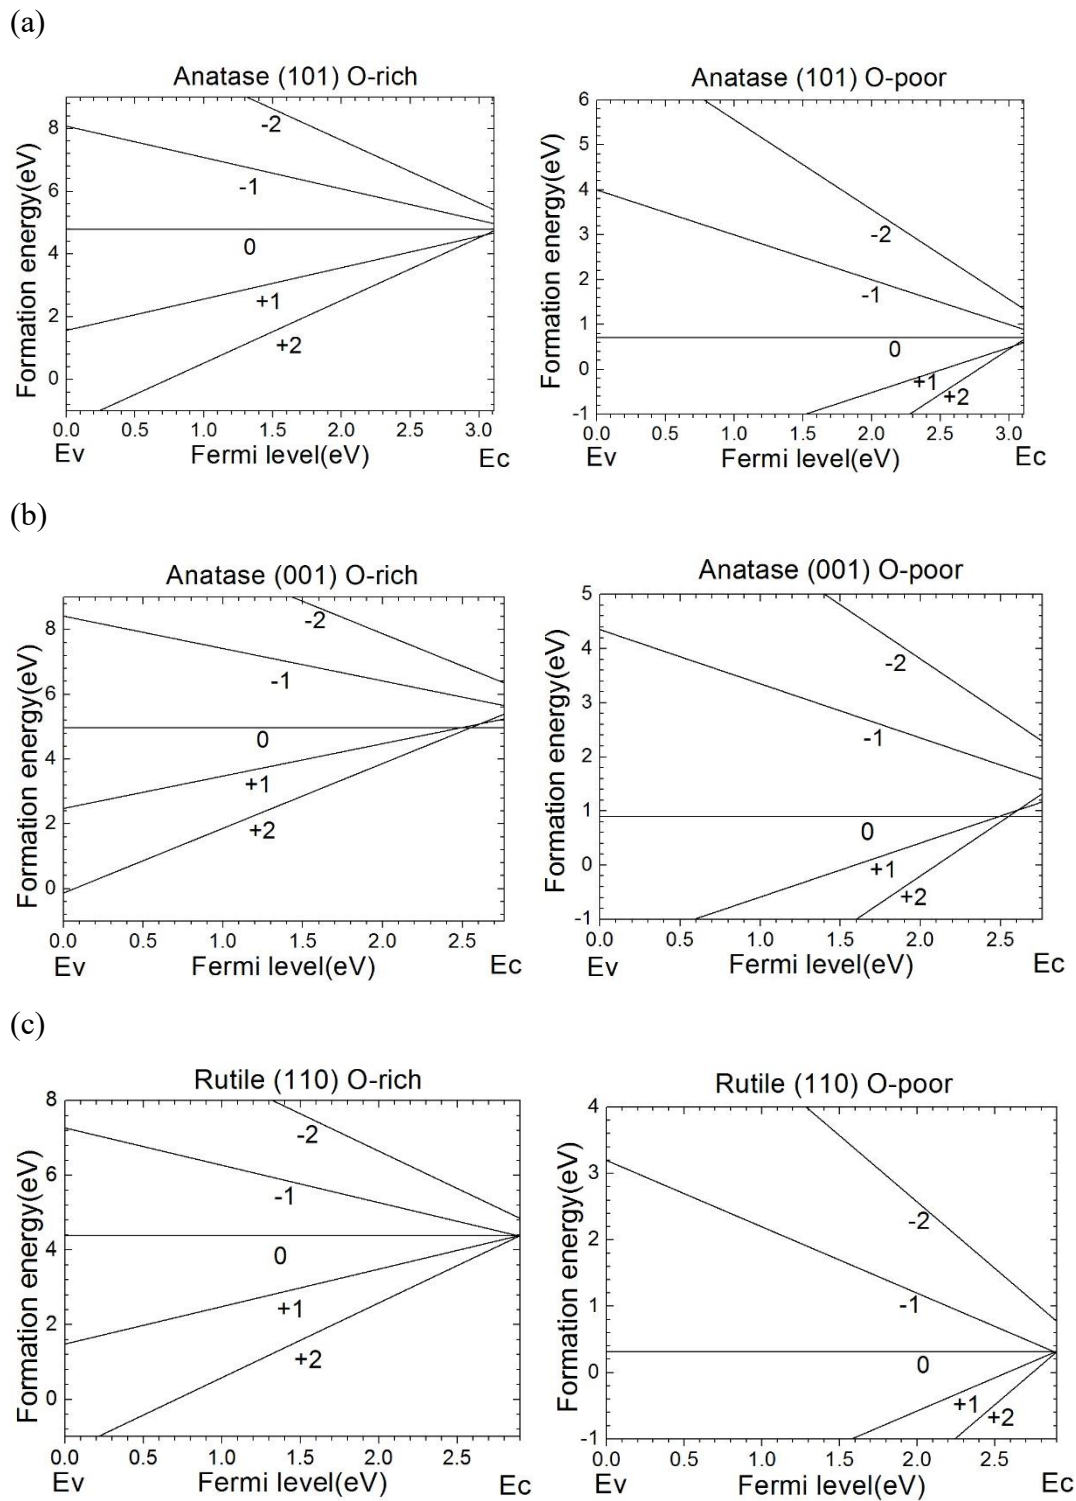 (a)
Anatase (101) O-rich
Formation energy(eV)
8
6
4
2
0
-2
-1
0
+1
+2
0.0 0.5 1.0 1.5 2.0 2.5 3.0
Ev Fermi level(eV) Ec
Anatase (101) O-poor
Formation energy(eV)
6
5
4
3
2
1
0
-1
-2
-1
0
+1
+2
0.0 0.5 1.0 1.5 2.0 2.5 3.0
Ev Fermi level(eV) Ec
(b)
Anatase (001) O-rich
Formation energy(eV)
8
6
4
2
0
-2
-1
0
+1
+2
0.0 0.5 1.0 1.5 2.0 2.5
Ev Fermi level(eV) Ec
Anatase (001) O-poor
Formation energy(eV)
5
4
3
2
1
0
-1
-2
-1
0
+1
+2
0.0 0.5 1.0 1.5 2.0 2.5
Ev Fermi level(eV) Ec
(c)
Rutile (110) O-rich
Formation energy(eV)
8
6
4
2
0
-2
-1
0
+1
+2
0.0 0.5 1.0 1.5 2.0 2.5
Ev Fermi level(eV) Ec
Rutile (110) O-poor
Formation energy(eV)
4
3
2
1
0
-1
-2
-1
0
+1
+2
0.0 0.5 1.0 1.5 2.0 2.5
Ev Fermi level(eV) Ec